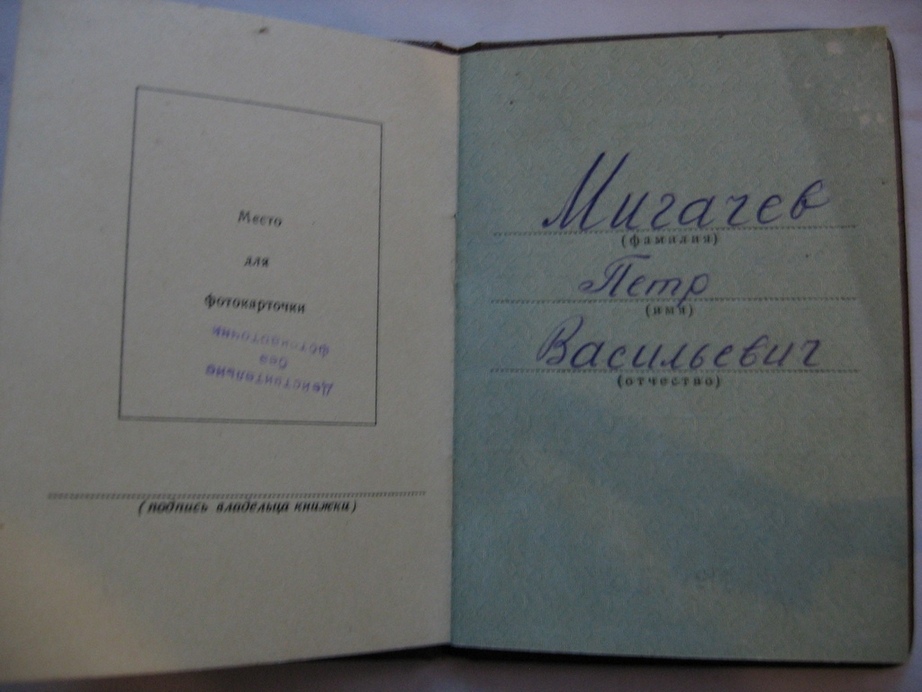 Место
для
фотокарточки
Действительно
без
фотокарточки
(подпись владельца книжки)
Мигачев
(фамилия)
Петр
(имя)
Васильевич
(отчество)